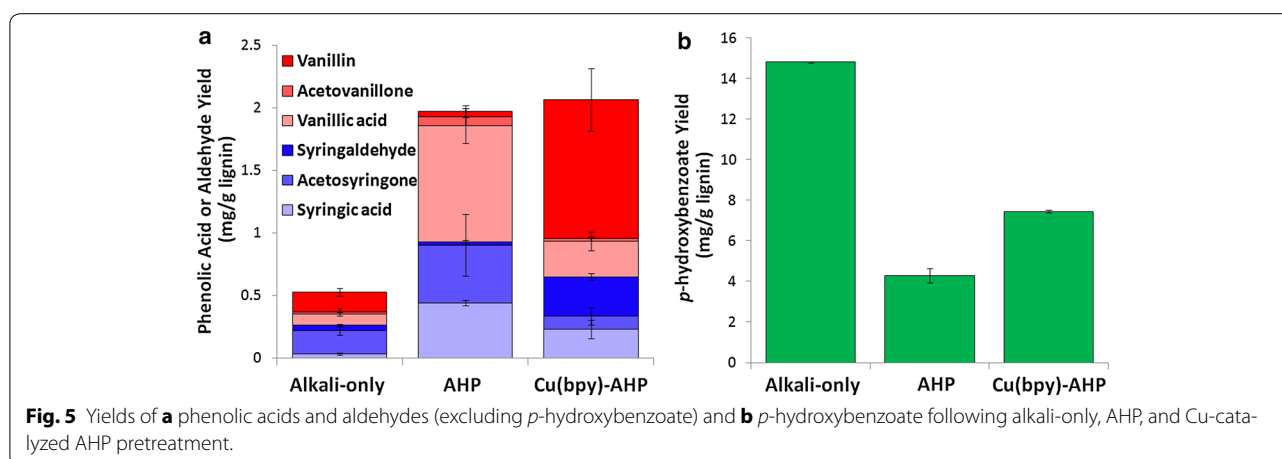 a
Phenolic Acid or Aldehyde Yield
(mg/g lignin)
2.5
2
1.5
1
0.5
0
Vanillin
Acetovanillone
Vanillic acid
Syringaldehyde
Acetosyringone
Syringic acid
Alkali-only AHP Cu(bpy)-AHP
b
p-hydroxybenzoate Yield
(mg/g lignin)
16
14
12
10
8
6
4
2
0
Alkali-only AHP Cu(bpy)-AHP
Fig. 5 Yields of a phenolic acids and aldehydes (excluding p-hydroxybenzoate) and b p-hydroxybenzoate following alkali-only, AHP, and Cu-cata-
lyzed AHP pretreatment.